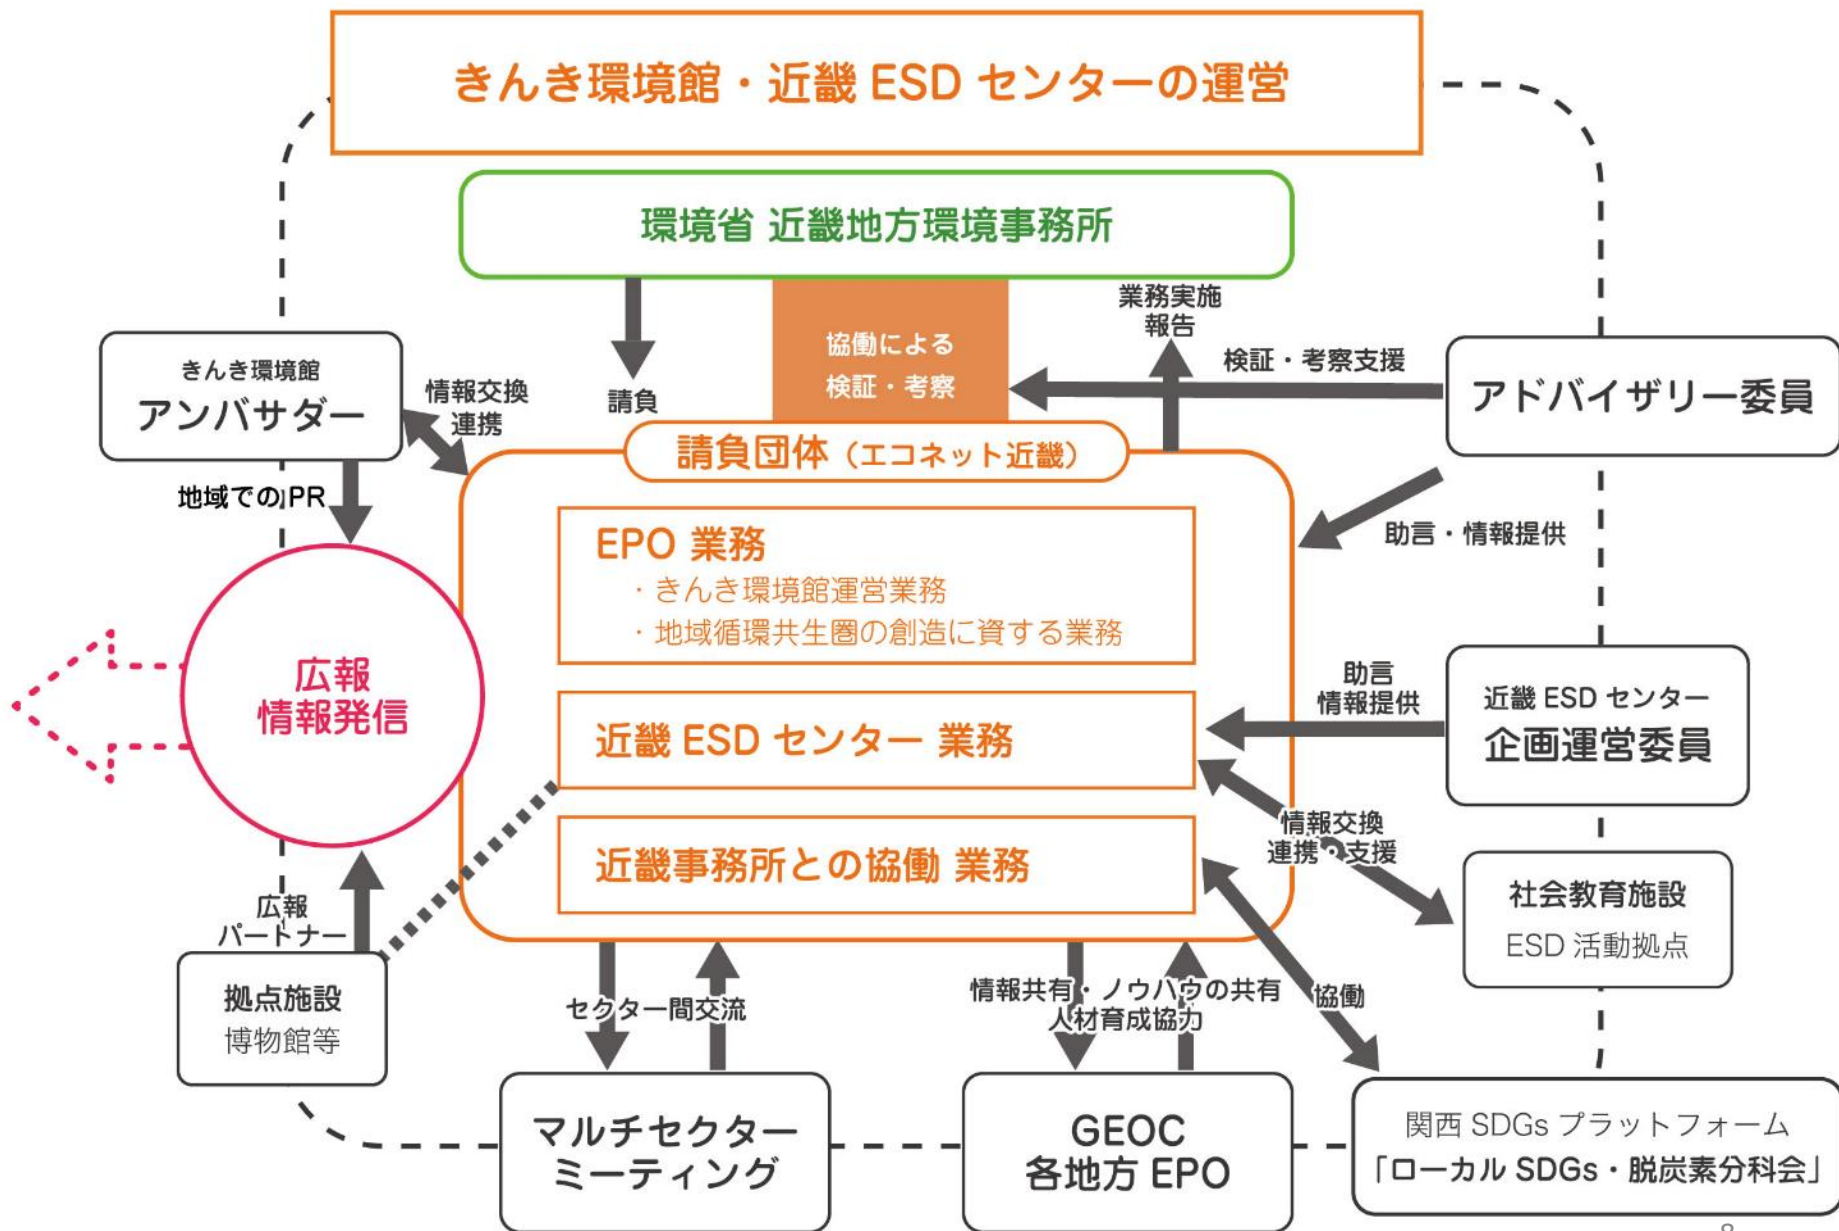 きんき環境館・近畿 ESD センターの運営
環境省 近畿地方環境事務所
業務実施
報告
協働による
検証・考察
請負
検証・考察支援
アドバイザリー委員
きんき環境館
アンバサダー
情報交換
連携
請負団体（エコネット近畿）
地域での PR
助言・情報提供
EPO 業務
・きんき環境館運営業務
・地域循環共生圏の創造に資する業務
広報
情報発信
助言
情報提供
近畿 ESD センター
企画運営委員
近畿 ESD センター 業務
情報交換
連携・支援
近畿事務所との協働 業務
社会教育施設
ESD 活動拠点
広報
パートナー
拠点施設
博物館等
セクター間交流
情報共有・ノウハウの共有
人材育成協力
協働
マルチセクター
ミーティング
GEOC
各地方 EPO
関西 SDGs プラットフォーム
「ローカル SDGs・脱炭素分科会」
8